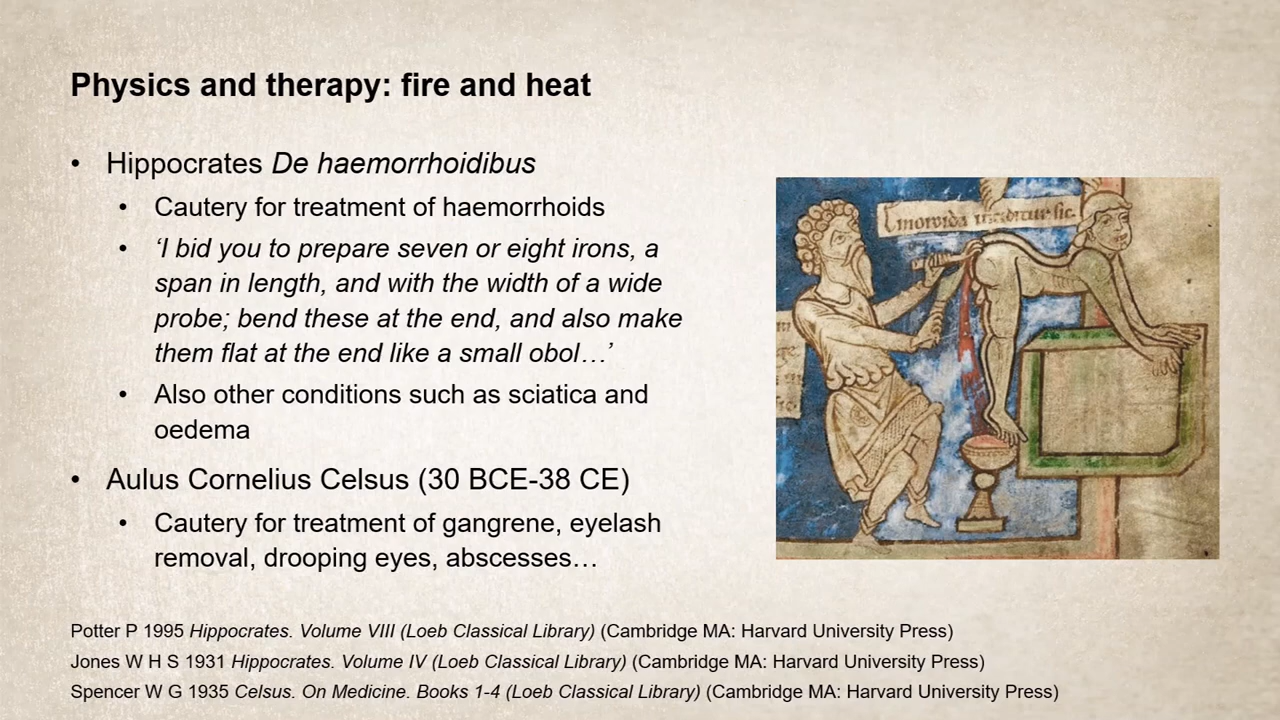 Physics and therapy: fire and heat
• Hippocrates De haemorrhoidibus
• Cautery for treatment of haemorrhoids
• ‘I bid you to prepare seven or eight irons, a
span in length, and with the width of a wide
probe; bend these at the end, and also make
them flat at the end like a small obol…’
• Also other conditions such as sciatica and
oedema
• Aulus Cornelius Celsus (30 BCE-38 CE)
• Cautery for treatment of gangrene, eyelash
removal, drooping eyes, abscesses…
Potter P 1995 Hippocrates. Volume VIII (Loeb Classical Library) (Cambridge MA: Harvard University Press)
Jones W H S 1931 Hippocrates. Volume IV (Loeb Classical Library) (Cambridge MA: Harvard University Press)
Spencer W G 1935 Celsus. On Medicine. Books 1-4 (Loeb Classical Library) (Cambridge MA: Harvard University Press)